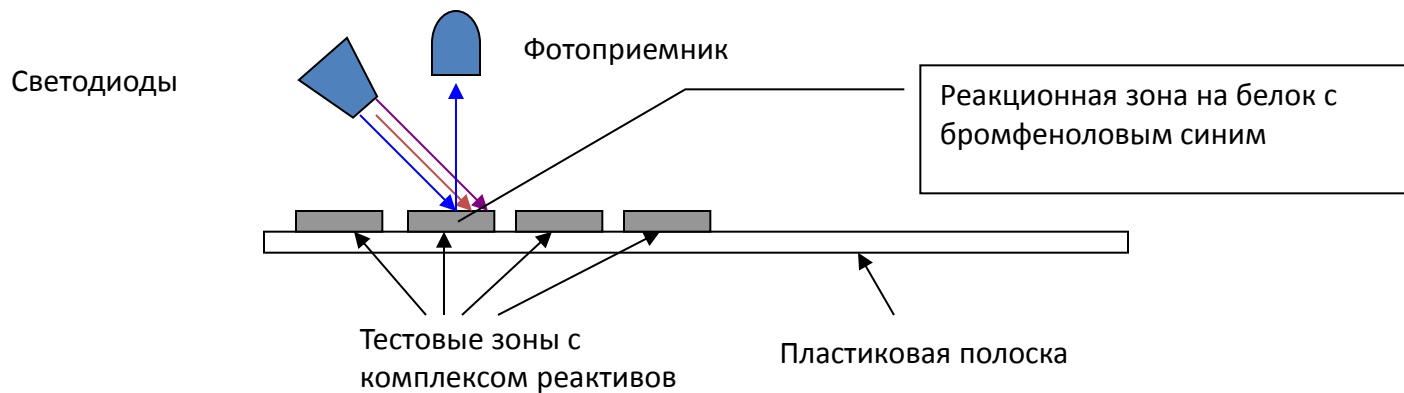 Фотоприемник
Светодиоды
Реакционная зона на белок с
бромфеноловым синим
Тестовые зоны с
комплексом реактивов
Пластиковая полоска